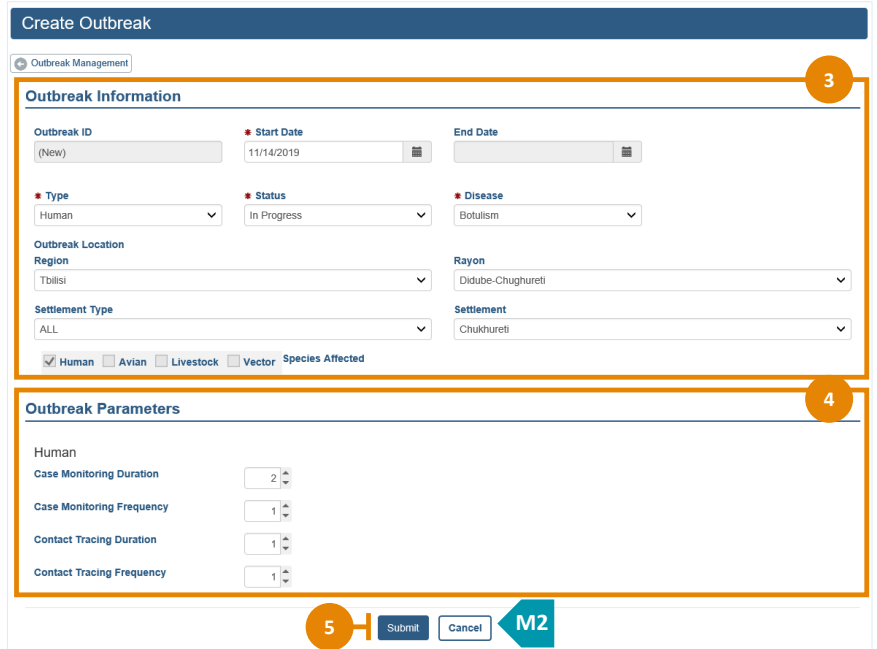 Create Outbreak
Outbreak Management
3
Outbreak Information
Outbreak ID * Start Date End Date
(New) 11/14/2019
* Type * Status * Disease
Human In Progress Botulism
Outbreak Location
Region Rayon
Tbilisi Didube-Chughureti
Settlement Type Settlement
ALL Chukhureti
Human Avian Livestock Vector Species Affected
4
Outbreak Parameters
Human
Case Monitoring Duration 2
Case Monitoring Frequency 1
Contact Tracing Duration 1
Contact Tracing Frequency 1
5 Submit Cancel M2